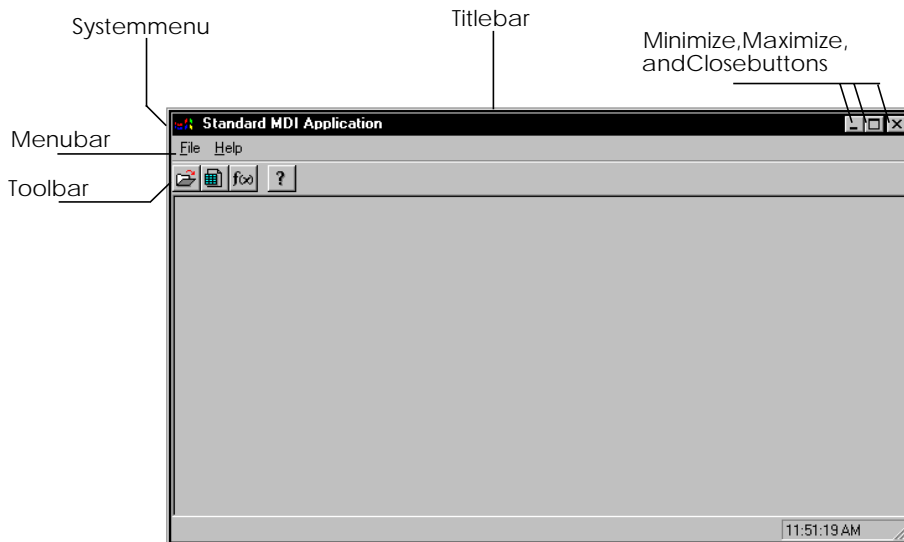 Systemmenu
Titlebar
Minimize,Maximize,
andClosebuttons
Standard MDI Application
Menubar
File Help
Toolbar
f(x) ?
11:51:19 AM